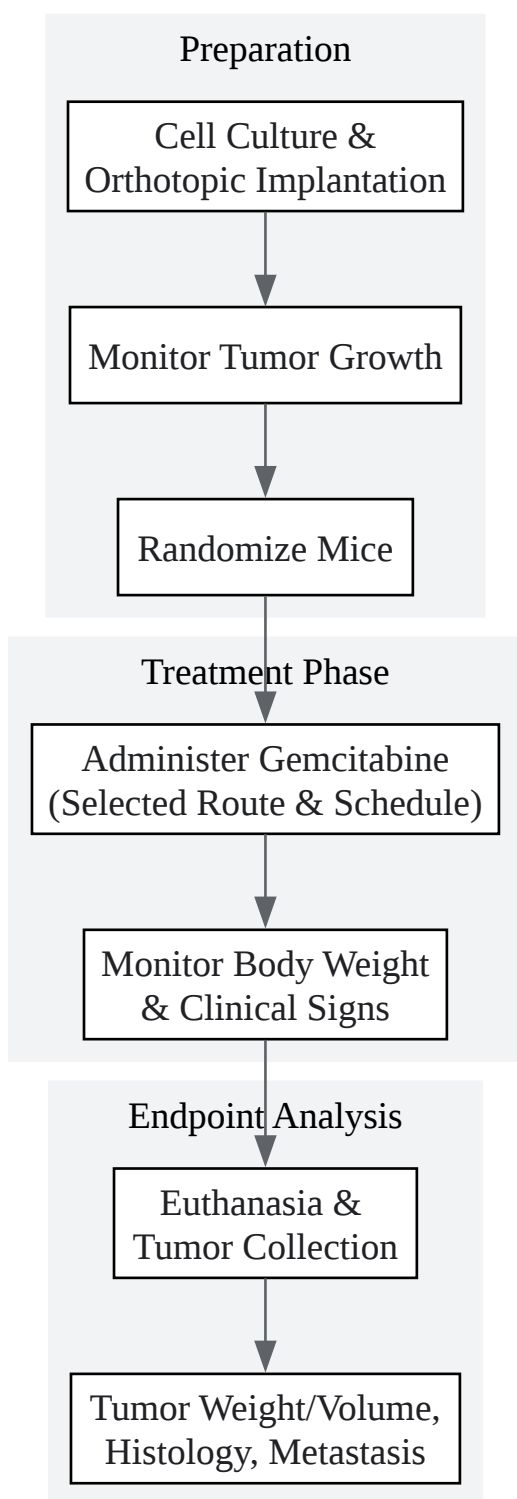 Preparation
Cell Culture &
Orthotopic Implantation
Monitor Tumor Growth
Randomize Mice
Treatment Phase
Administer Gemcitabine
(Selected Route & Schedule)
Monitor Body Weight
& Clinical Signs
Endpoint Analysis
Euthanasia &
Tumor Collection
Tumor Weight/Volume,
Histology, Metastasis